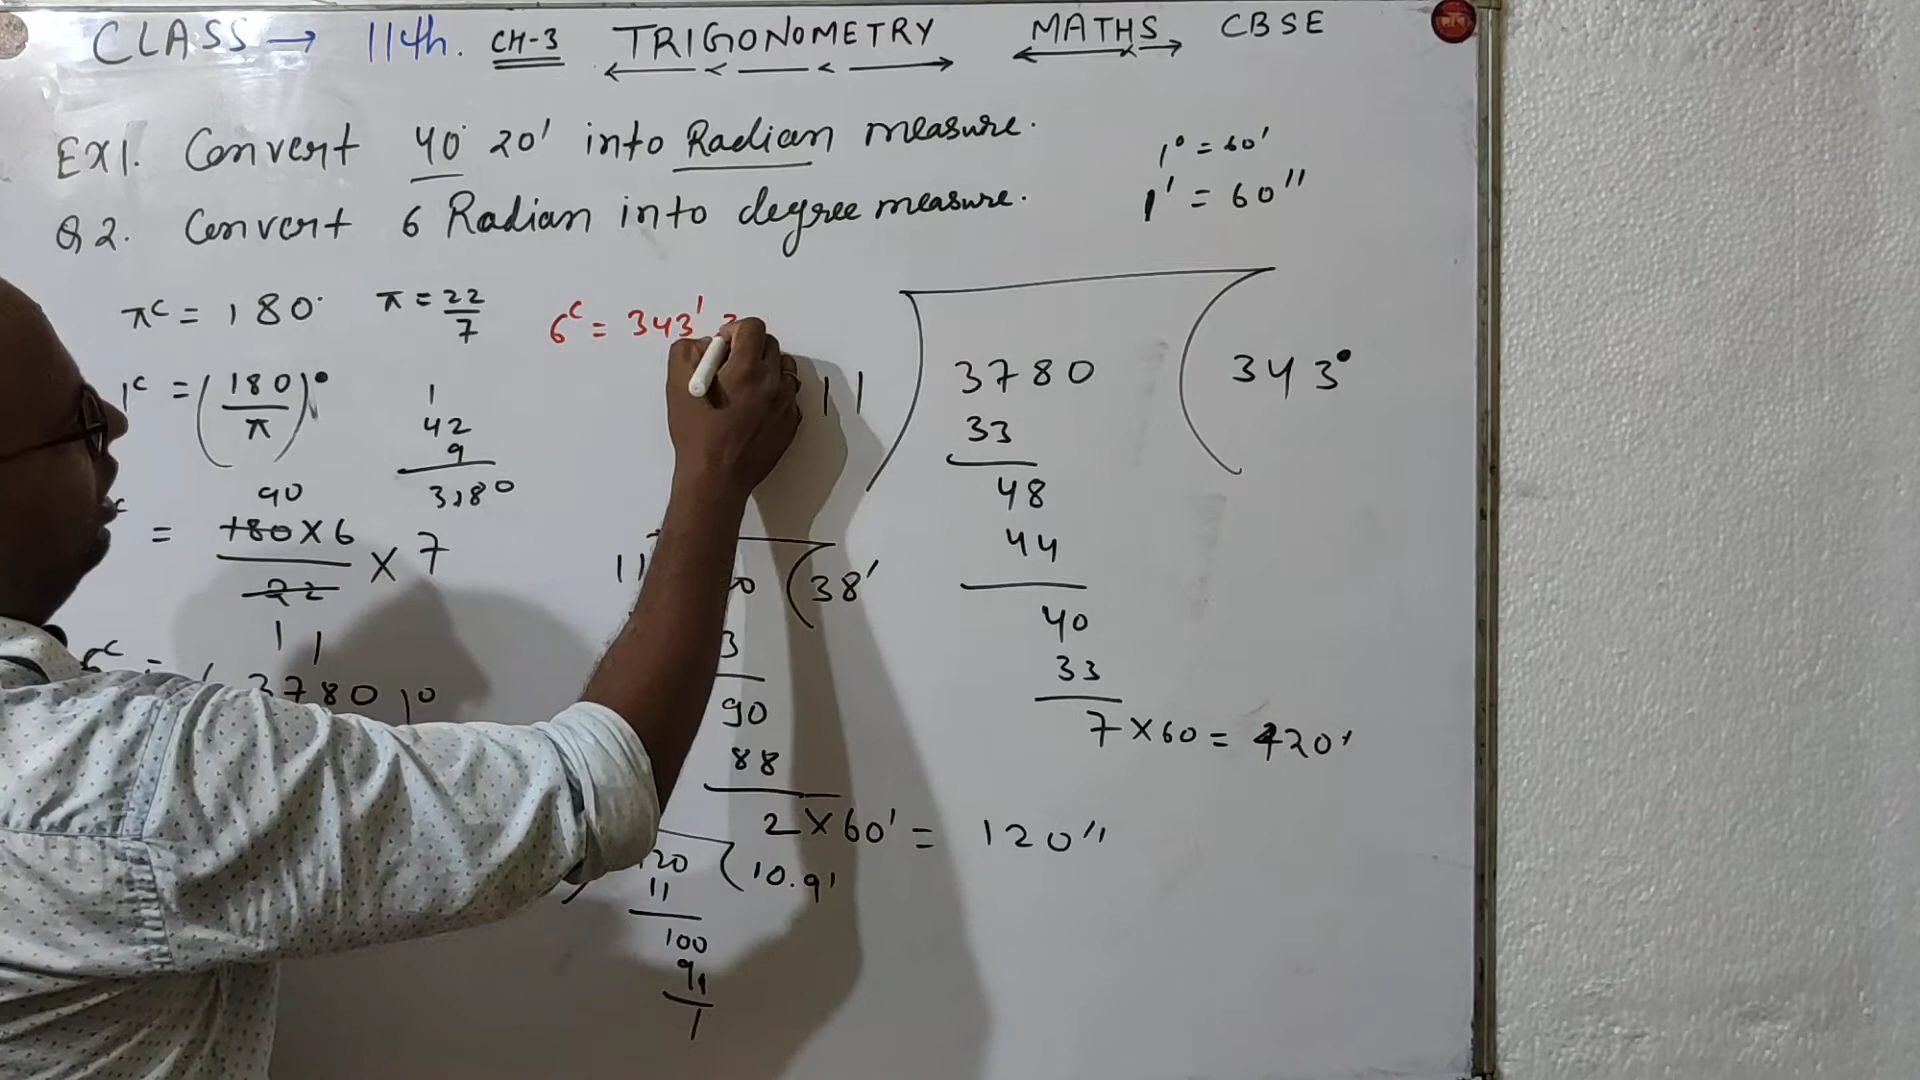 CLASS → 11th. CH-3 TRIGONOMETRY MATHS CBSE
EX1. Convert 40° 20' into Radian measure.
1° = 60'
Q2. Convert 6 Radian into degree measure.
1' = 60''
π^c = 180° π = 22/7
6^c = 343'
1^c = (180/π)°
42
9
3780
90
= 180 × 6 / 22 × 7
11
6^c = 3780
11
3780
343°
33
48
44
40
33
7 × 60 = 420'
11
38'
90
88
2 × 60' = 120''
120
10.9
11
100
99
1